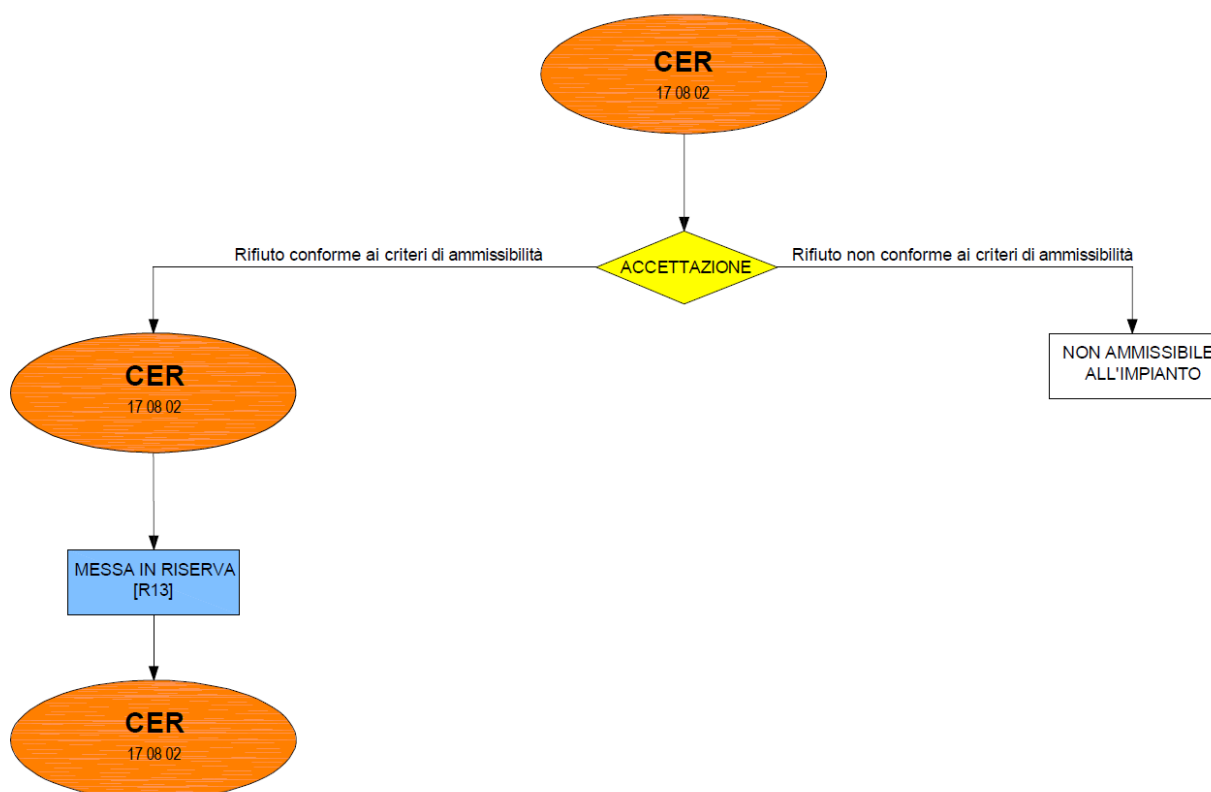 CER
17 08 02
Rifiuto conforme ai criteri di ammissibilità
ACCETTAZIONE
Rifiuto non conforme ai criteri di ammissibilità
CER
17 08 02
NON AMMISSIBILE
ALL'IMPIANTO
MESSA IN RISERVA
[R13]
CER
17 08 02